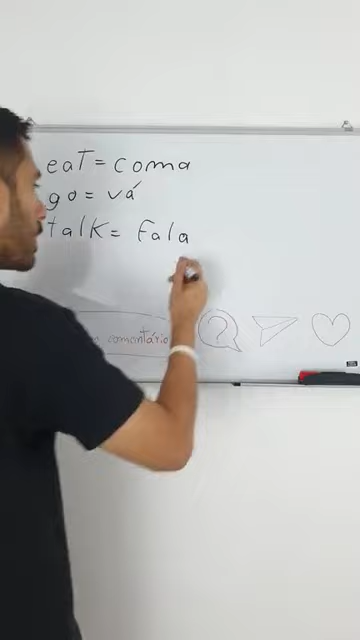 eat = coma
go = vá
talk = Fala
comentário
?